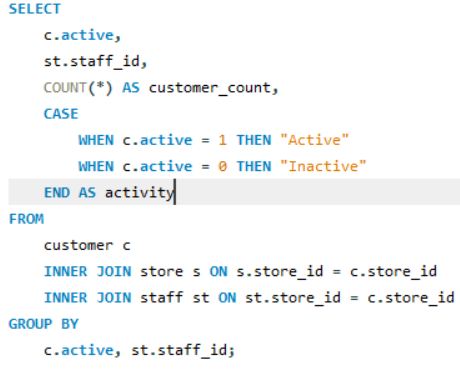 SELECT
c.active,
st.staff_id,
COUNT(*) AS customer_count,
CASE
WHEN c.active = 1 THEN "Active"
WHEN c.active = 0 THEN "Inactive"
END AS activity
FROM
customer c
INNER JOIN store s ON s.store_id = c.store_id
INNER JOIN staff st ON st.store_id = c.store_id
GROUP BY
c.active, st.staff_id;